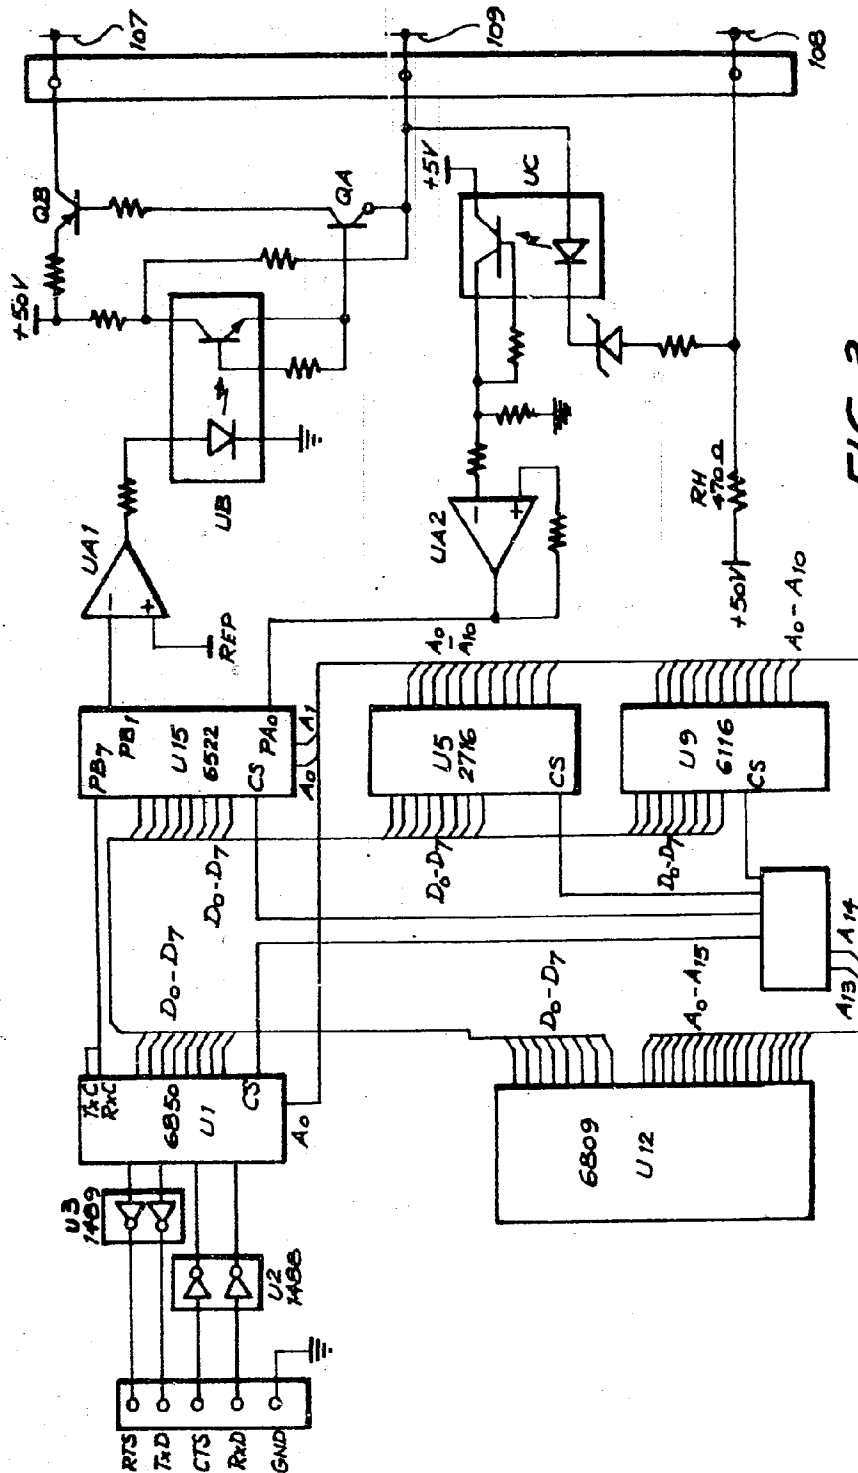 107
109
108
QB
QA
+50V
+5V
UC
UB
UA1
REP
UA2
RH
470Ω
+50V
PB7
PB1
U15
6522
CS
PA0
A0
A1
A0
A10
U5
2716
CS
A0-A10
U9
6116
CS
D0-D7
D0-D7
D0-D7
D0-D7
D0-D7
A0-A15
A13
A14
TxC
RxC
6850
U1
CS
A0
6809
U12
U3
1489
U2
1488
RTS
TxD
CTS
RxD
GND